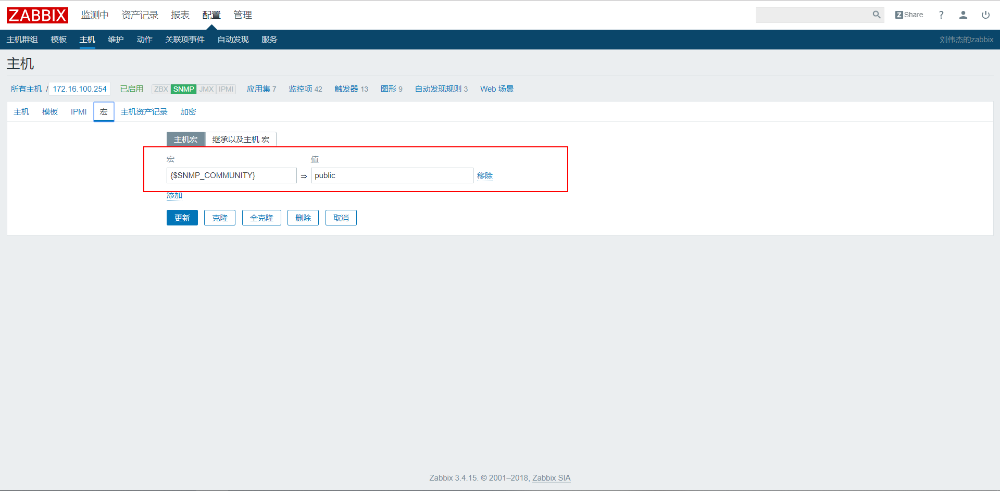 ZABBIX 监测中 资产记录 报表 配置 管理 Z Share ?
主机群组 模板 主机 维护 动作 关联项事件 自动发现 服务 刘伟杰的zabbix
主机
所有主机 / 172.16.100.254 已启用 ZBX SNMP JMX IPMI 应用集 7 监控项 42 触发器 13 图形 9 自动发现规则 3 Web 场景
主机 模板 IPMI 宏 主机资产记录 加密
主机宏 继承以及主机 宏
宏 值
{$SNMP_COMMUNITY} ⇒ public 移除
添加
更新 克隆 全克隆 删除 取消
Zabbix 3.4.15. © 2001–2018, Zabbix SIA